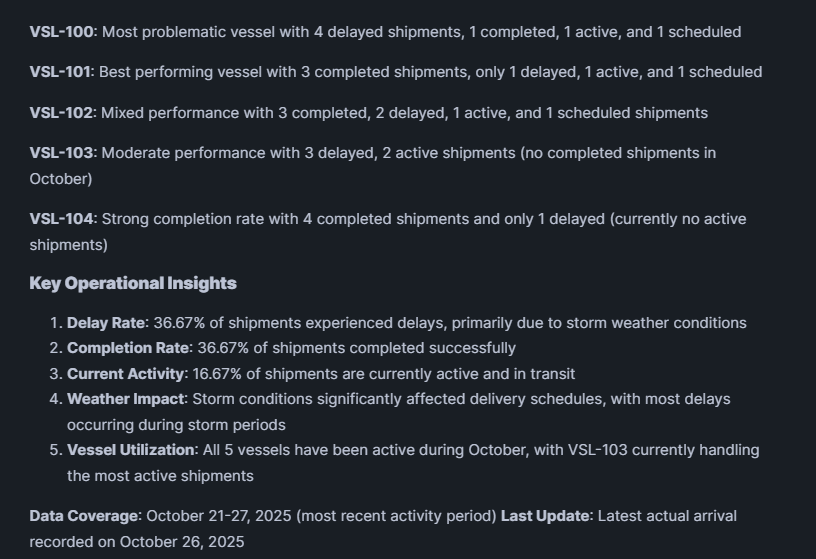 VSL-100: Most problematic vessel with 4 delayed shipments, 1 completed, 1 active, and 1 scheduled
VSL-101: Best performing vessel with 3 completed shipments, only 1 delayed, 1 active, and 1 scheduled
VSL-102: Mixed performance with 3 completed, 2 delayed, 1 active, and 1 scheduled shipments
VSL-103: Moderate performance with 3 delayed, 2 active shipments (no completed shipments in
October)
VSL-104: Strong completion rate with 4 completed shipments and only 1 delayed (currently no active
shipments)
Key Operational Insights
1. Delay Rate: 36.67% of shipments experienced delays, primarily due to storm weather conditions
2. Completion Rate: 36.67% of shipments completed successfully
3. Current Activity: 16.67% of shipments are currently active and in transit
4. Weather Impact: Storm conditions significantly affected delivery schedules, with most delays
occurring during storm periods
5. Vessel Utilization: All 5 vessels have been active during October, with VSL-103 currently handling
the most active shipments
Data Coverage: October 21-27, 2025 (most recent activity period) Last Update: Latest actual arrival
recorded on October 26, 2025